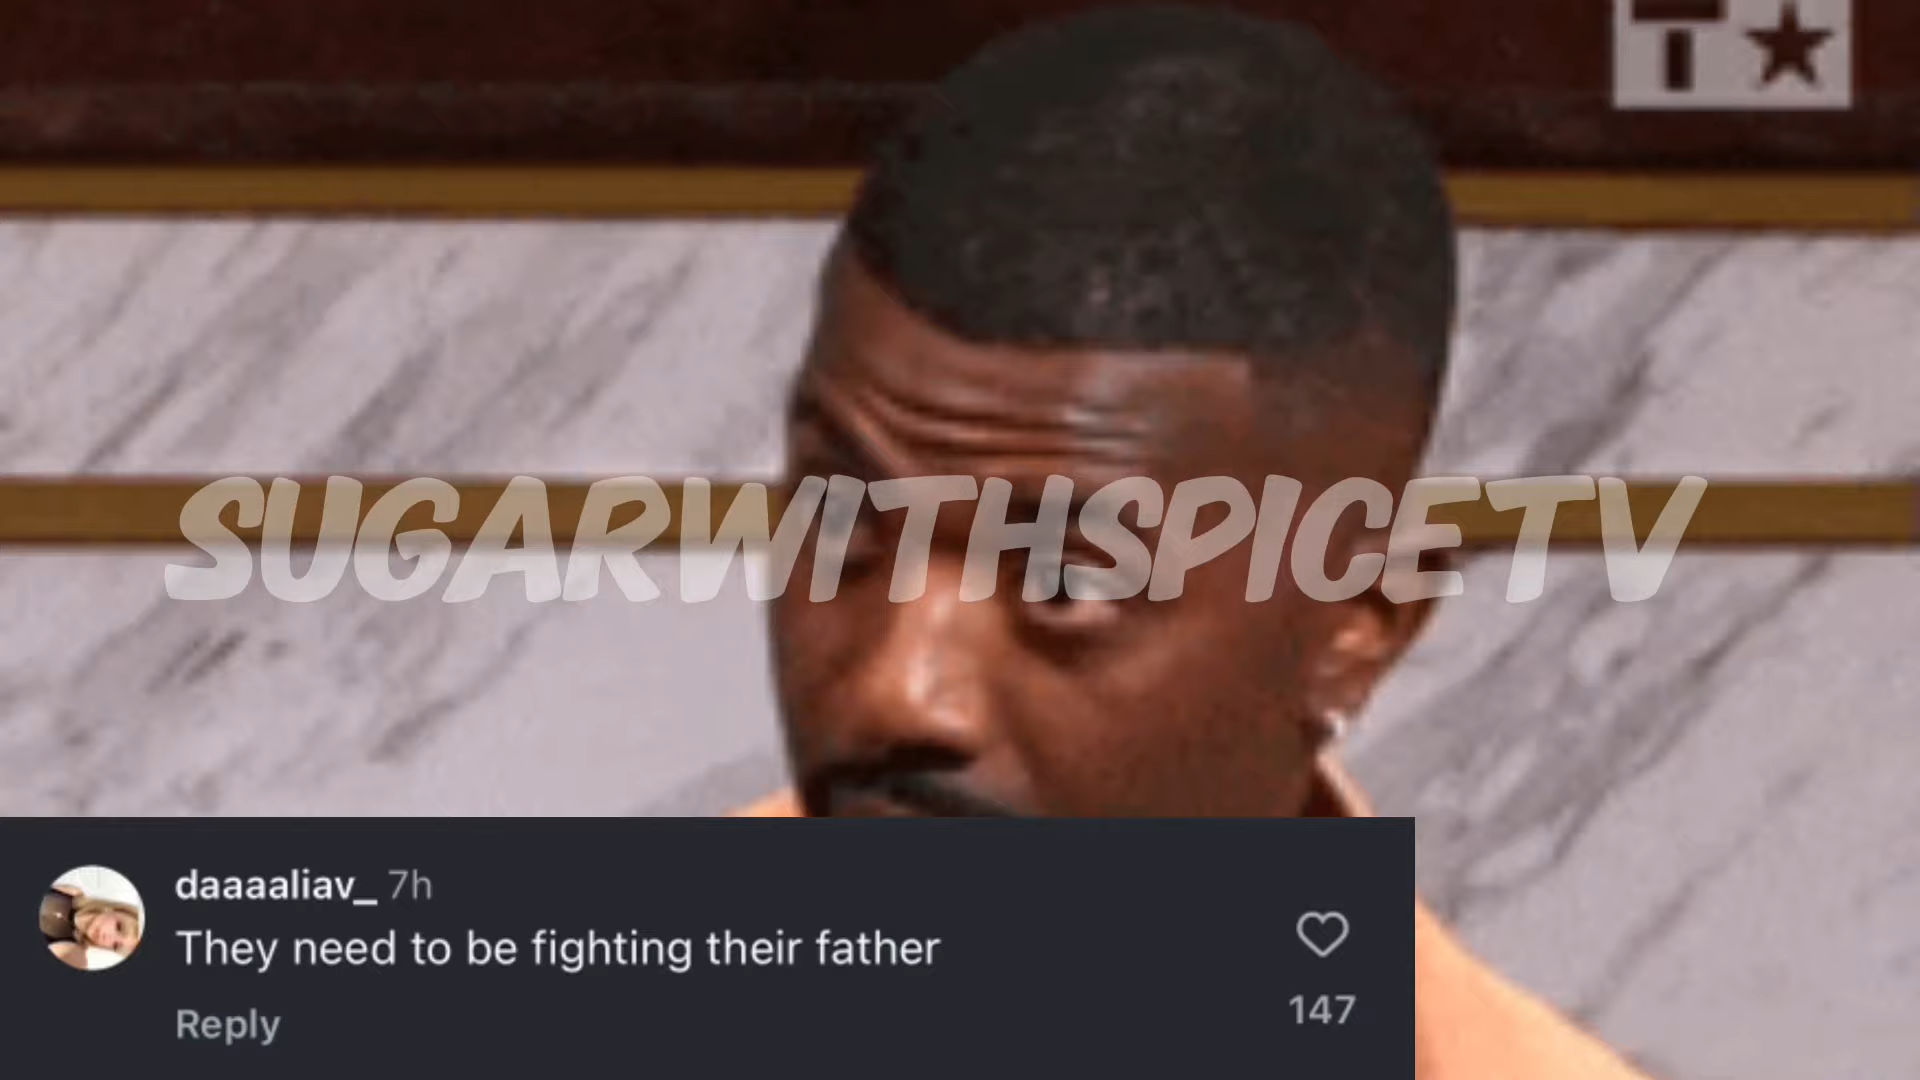 T★
SUGARWITHSPICETV
daaaaliav_ 7h
They need to be fighting their father
147
Reply